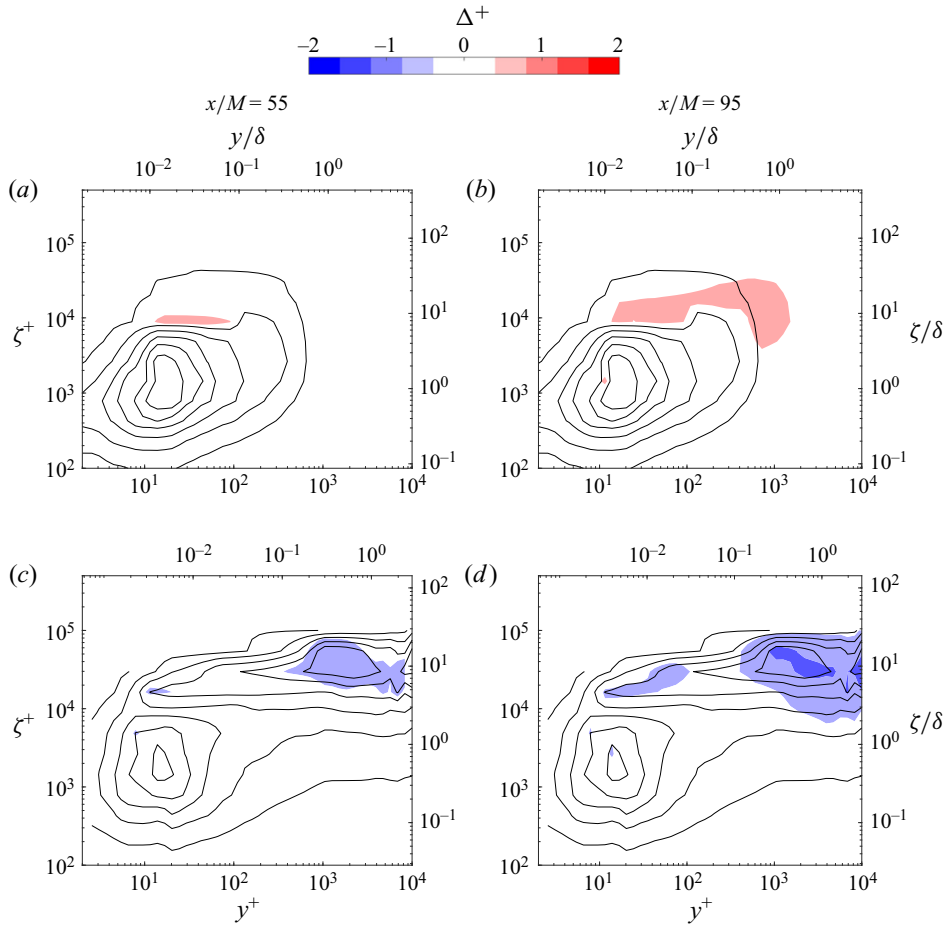 Δ+
−2 −1 0 1 2
x/M = 55 x/M = 95
y/δ y/δ
10–2 10–1 100 10–2 10–1 100
(a) (b)
105 102 105 102
ζ+ 104 101 104 101 ζ/δ
103 100 103 100
102 10–1 102 10–1
101 102 103 104 101 102 103 104
10–2 10–1 100 10–2 10–1 100
(c) (d)
105 102 105 102
104 101 104 101
ζ+ 100 100 ζ/δ
103 10–1 103 10–1
102 102
101 102 103 104 101 102 103 104
y+ y+